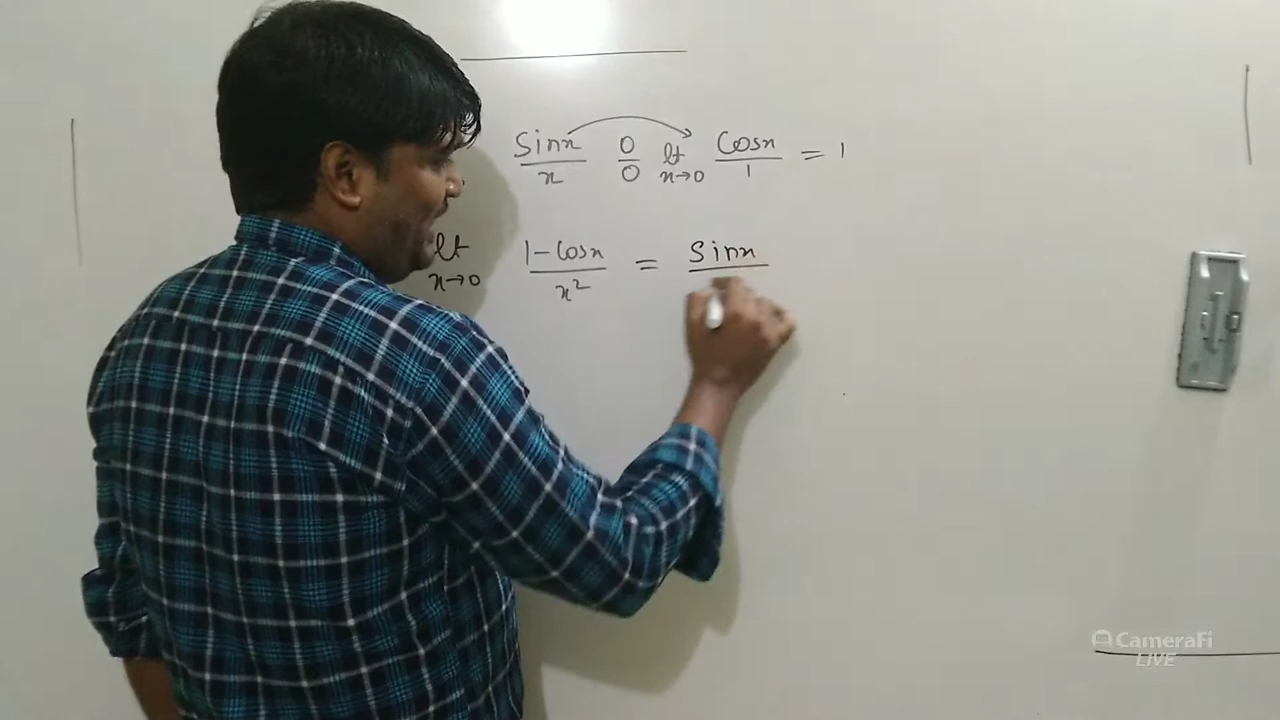 Sinx/x 0/0 lt x→0 Cosx/1 = 1
lt x→0 1-Cosx/x² = Sinx
CameraFi
LIVE